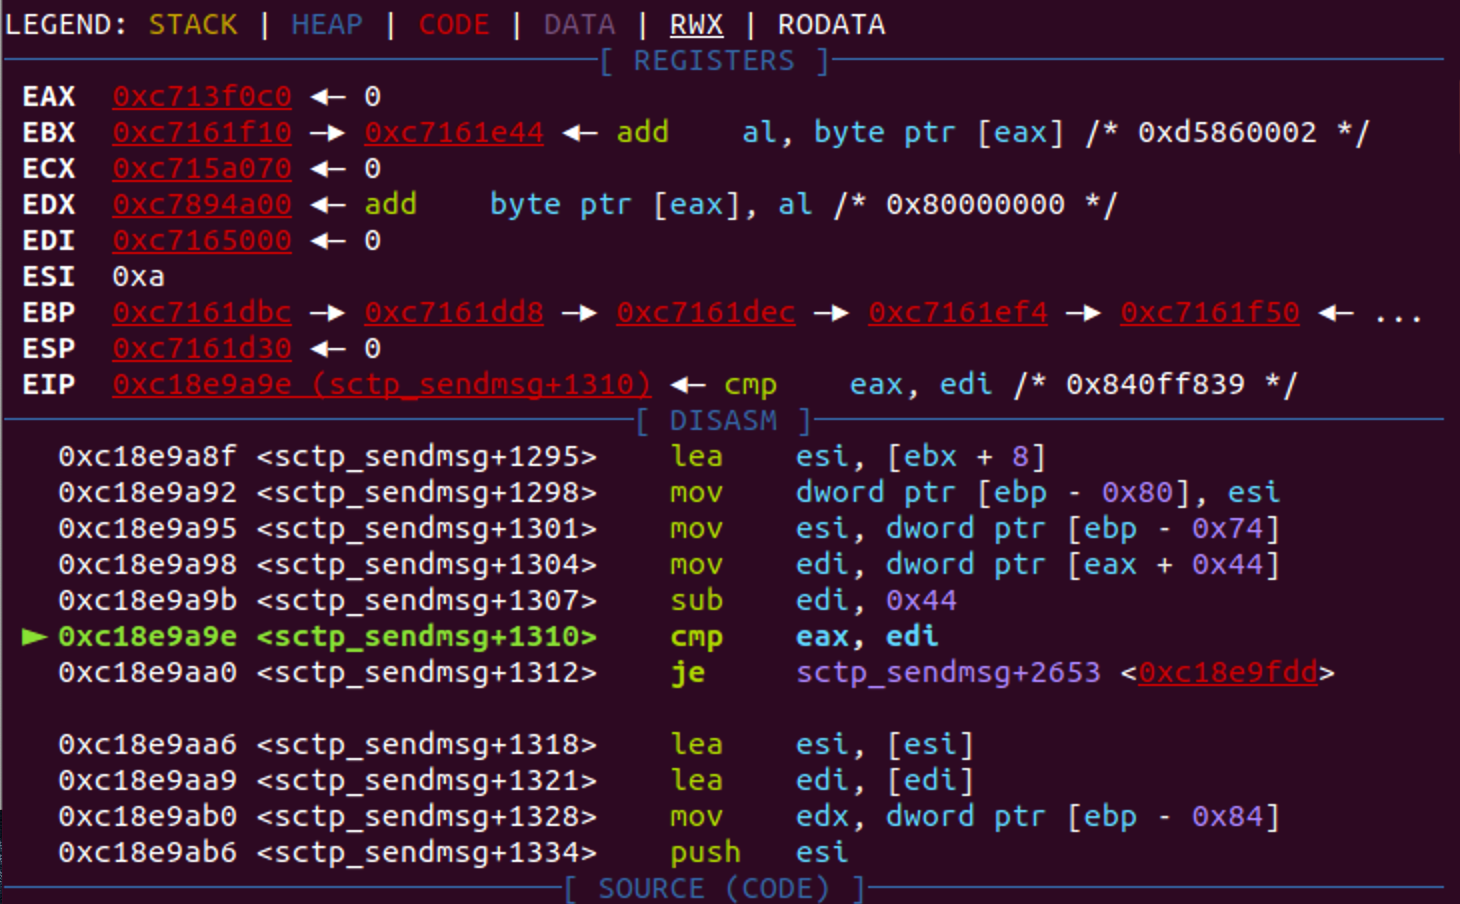 LEGEND: STACK | HEAP | CODE | DATA | RWX | RODATA
[ REGISTERS ]
EAX  0xc713f0c0 ◂— 0
EBX  0xc7161f10 —▸ 0xc7161e44 ◂— add    al, byte ptr [eax] /* 0xd5860002 */
ECX  0xc715a070 ◂— 0
EDX  0xc7894a00 ◂— add    byte ptr [eax], al /* 0x80000000 */
EDI  0xc7165000 ◂— 0
ESI  0xa
EBP  0xc7161dbc —▸ 0xc7161dd8 —▸ 0xc7161dec —▸ 0xc7161ef4 —▸ 0xc7161f50 ◂— ...
ESP  0xc7161d30 ◂— 0
EIP  0xc18e9a9e (sctp_sendmsg+1310) ◂— cmp    eax, edi /* 0x840ff839 */
[ DISASM ]
0xc18e9a8f <sctp_sendmsg+1295>    lea    esi, [ebx + 8]
0xc18e9a92 <sctp_sendmsg+1298>    mov    dword ptr [ebp - 0x80], esi
0xc18e9a95 <sctp_sendmsg+1301>    mov    esi, dword ptr [ebp - 0x74]
0xc18e9a98 <sctp_sendmsg+1304>    mov    edi, dword ptr [eax + 0x44]
0xc18e9a9b <sctp_sendmsg+1307>    sub    edi, 0x44
► 0xc18e9a9e <sctp_sendmsg+1310>    cmp    eax, edi
0xc18e9aa0 <sctp_sendmsg+1312>    je     sctp_sendmsg+2653 <0xc18e9fdd>
0xc18e9aa6 <sctp_sendmsg+1318>    lea    esi, [esi]
0xc18e9aa9 <sctp_sendmsg+1321>    lea    edi, [edi]
0xc18e9ab0 <sctp_sendmsg+1328>    mov    edx, dword ptr [ebp - 0x84]
0xc18e9ab6 <sctp_sendmsg+1334>    push   esi
[ SOURCE (CODE) ]